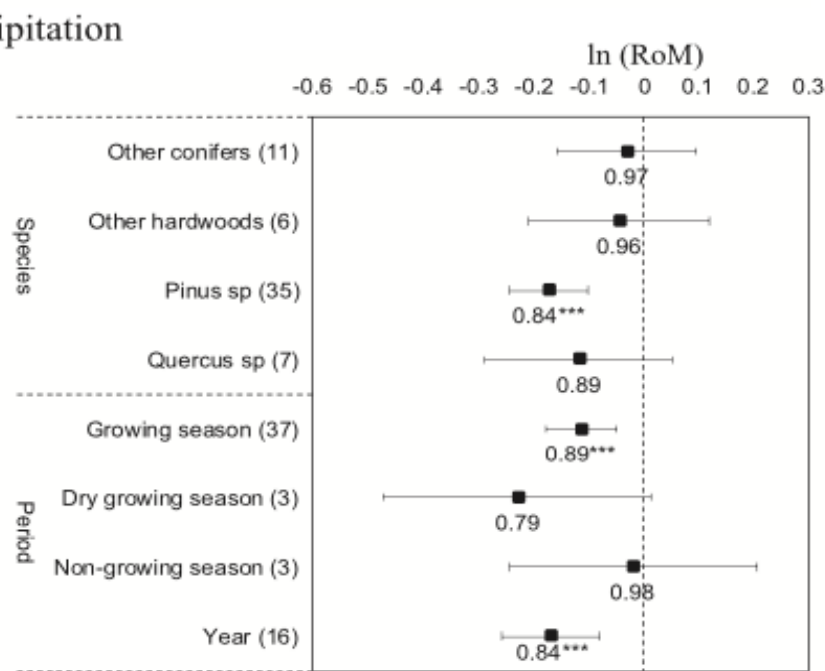 ipitation
ln (RoM)
-0.6 -0.5 -0.4 -0.3 -0.2 -0.1 0 0.1 0.2 0.3
Species
Other conifers (11)
0.97
Other hardwoods (6)
0.96
Pinus sp (35)
0.84***
Quercus sp (7)
0.89
Period
Growing season (37)
0.89***
Dry growing season (3)
0.79
Non-growing season (3)
0.98
Year (16)
0.84***